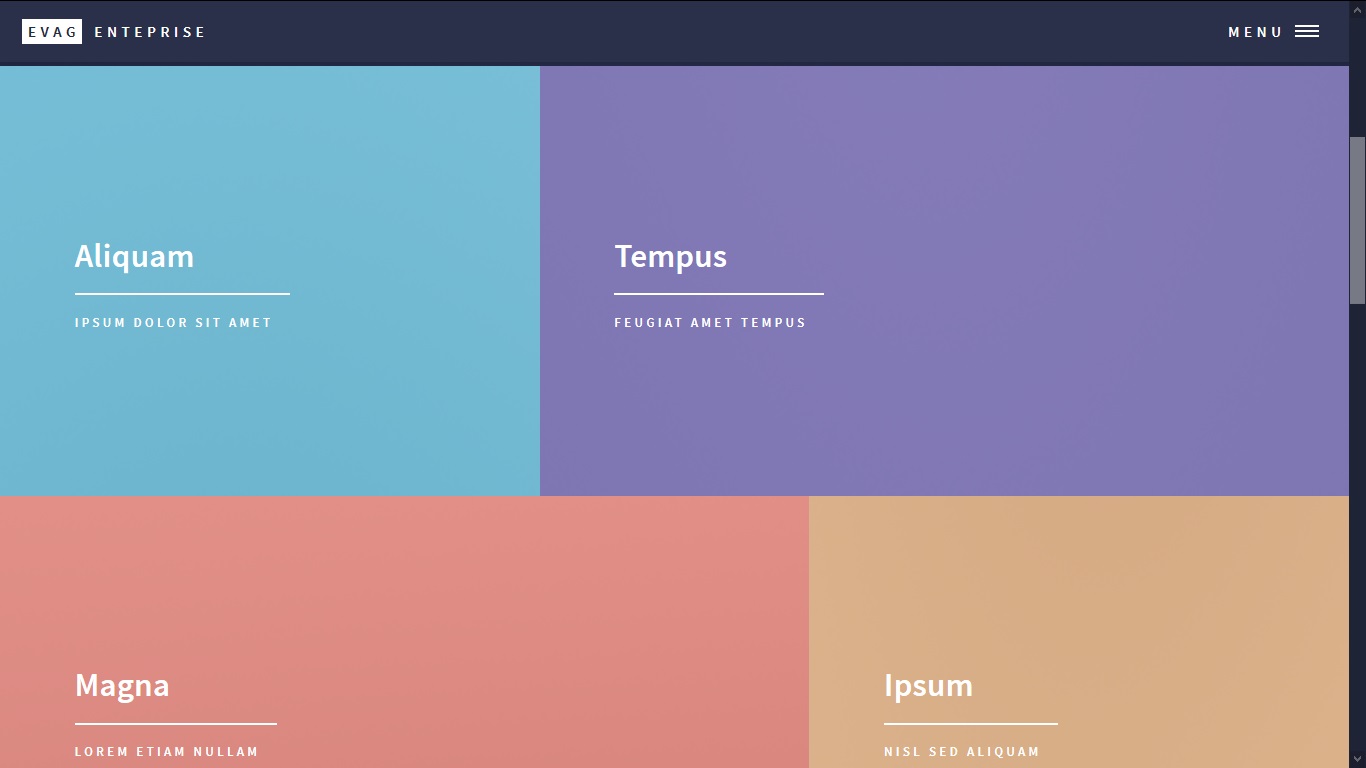 EVAG ENTEPRISE
MENU
Aliquam
IPSUM DOLOR SIT AMET
Tempus
FEUGIAT AMET TEMPUS
Magna
LOREM ETIAM NULLAM
Ipsum
NISL SED ALIQUAM